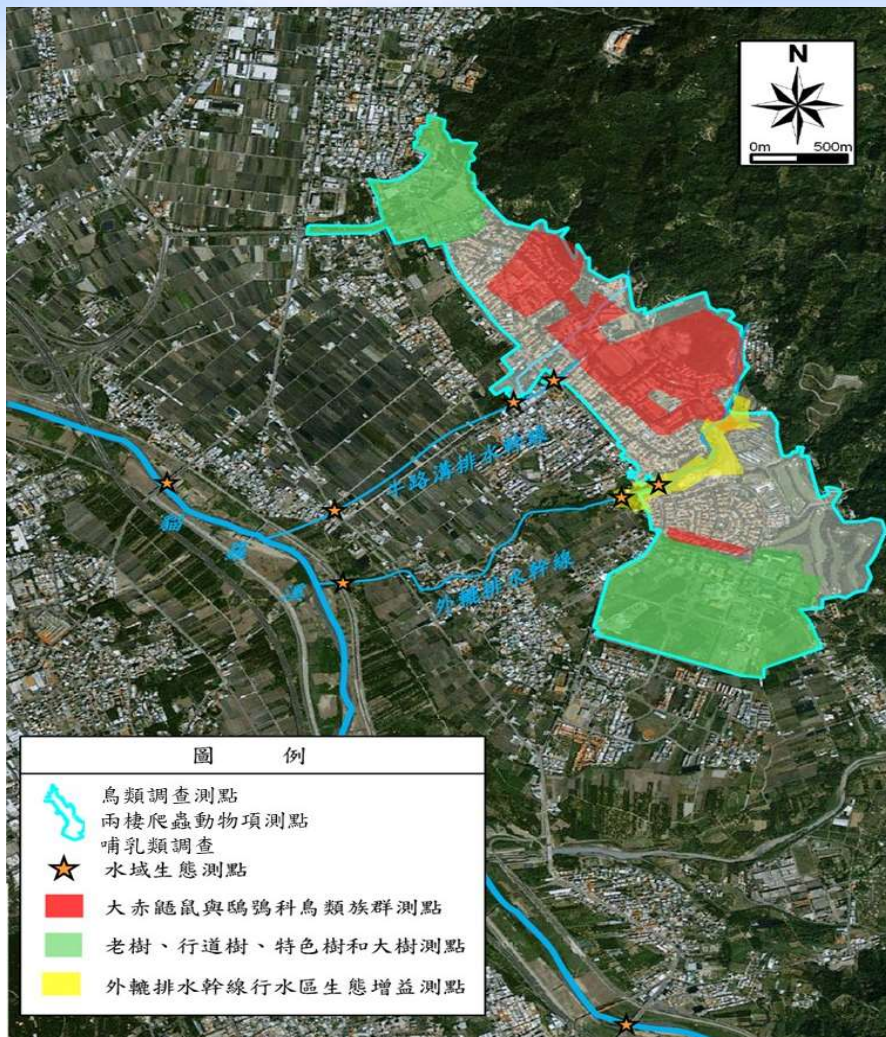 N
0m 500m
牛路溝排水幹線
貓
羅
溪
外轆排水幹線
圖 例
鳥類調查測點
兩棲爬蟲動物項測點
哺乳類調查
水域生態測點
大赤鼯鼠與鴟鴞科鳥類族群測點
老樹、行道樹、特色樹和大樹測點
外轆排水幹線行水區生態增益測點